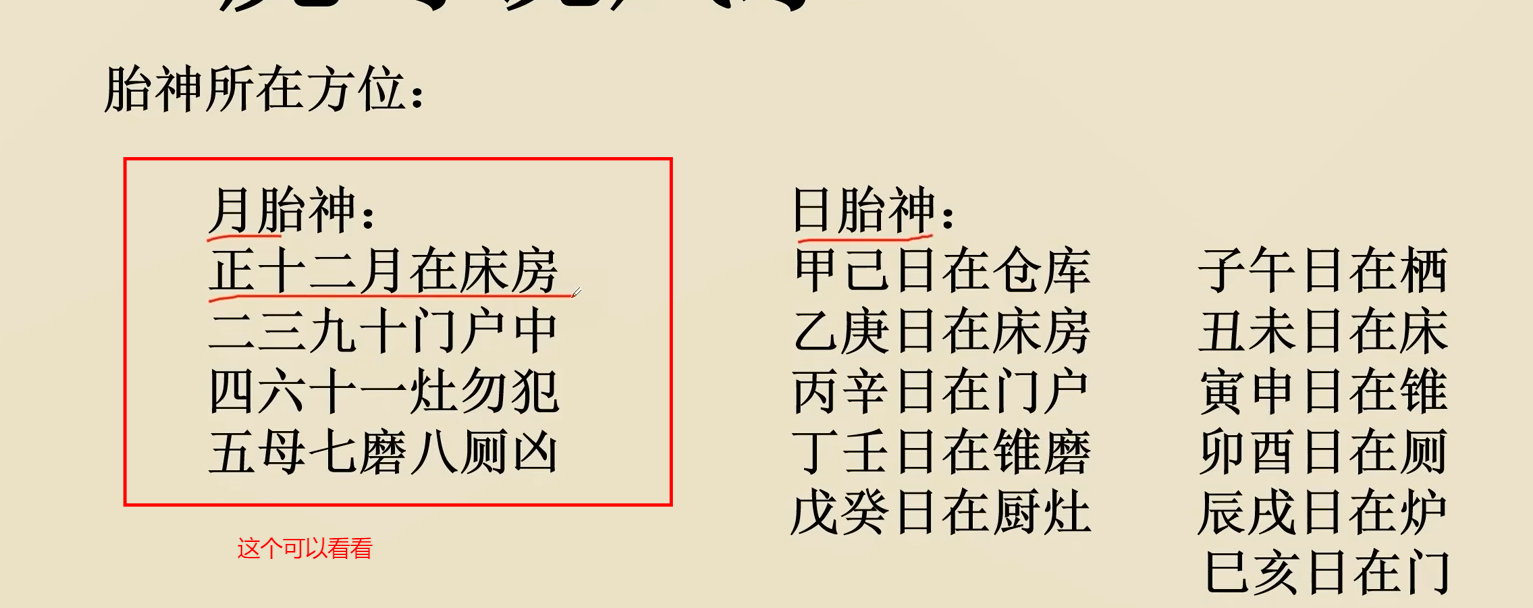 胎神所在方位：
月胎神：
正十二月在床房
二三九十门户中
四六十一灶勿犯
五母七磨八厕凶
这个可以看看
日胎神：
甲己日在仓库
乙庚日在床房
丙辛日在门户
丁壬日在锥磨
戊癸日在厨灶
子午日在栖
丑未日在床
寅申日在锥
卯酉日在厕
辰戌日在炉
巳亥日在门